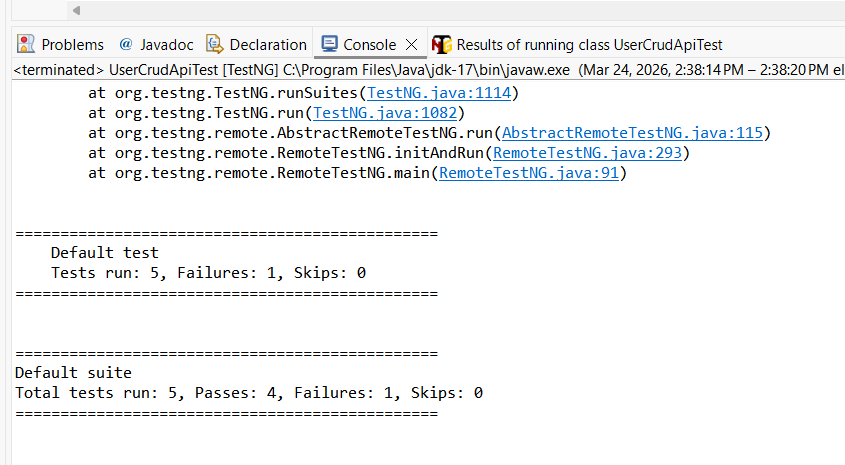 Problems @ Javadoc Declaration Console Results of running class UserCrudApiTest
<terminated> UserCrudApiTest [TestNG] C:\Program Files\Java\jdk-17\bin\javaw.exe (Mar 24, 2026, 2:38:14 PM – 2:38:20 PM el
at org.testng.TestNG.runSuites(TestNG.java:1114)
at org.testng.TestNG.run(TestNG.java:1082)
at org.testng.remote.AbstractRemoteTestNG.run(AbstractRemoteTestNG.java:115)
at org.testng.remote.RemoteTestNG.initAndRun(RemoteTestNG.java:293)
at org.testng.remote.RemoteTestNG.main(RemoteTestNG.java:91)
===============================================
Default test
Tests run: 5, Failures: 1, Skips: 0
===============================================
===============================================
Default suite
Total tests run: 5, Passes: 4, Failures: 1, Skips: 0
===============================================